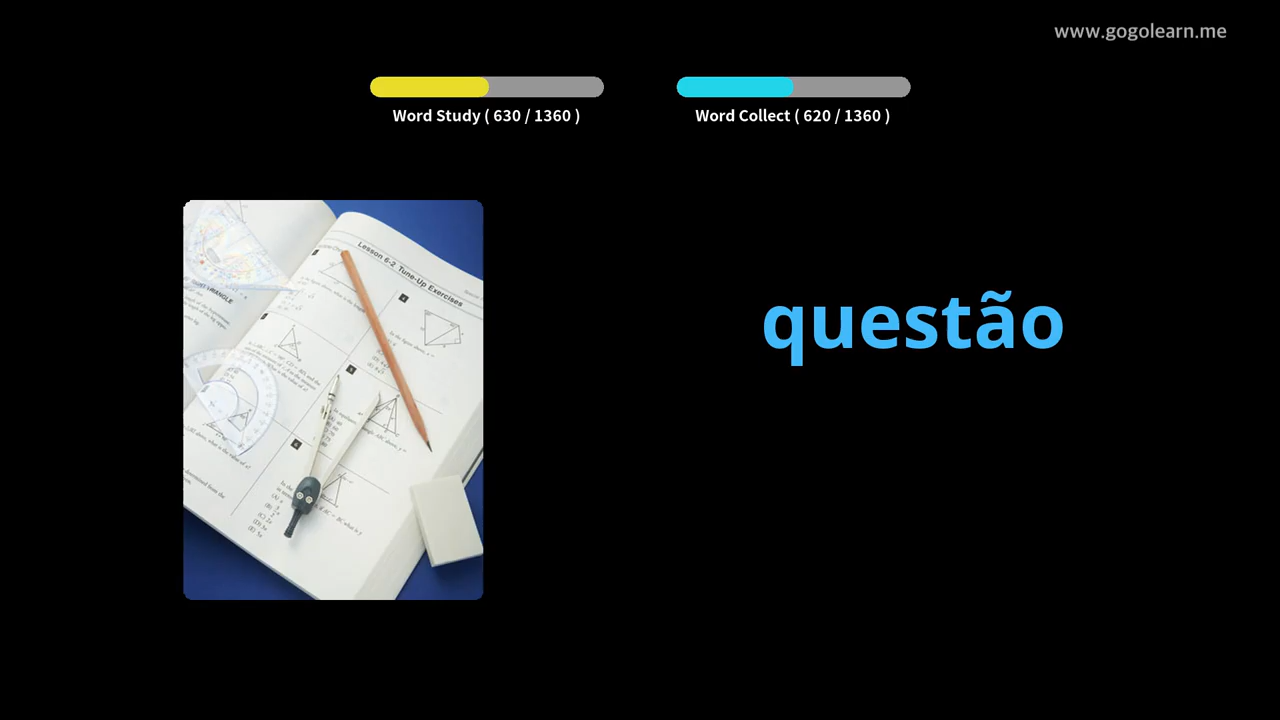 www.gogolearn.me
Word Study ( 630 / 1360 )
Word Collect ( 620 / 1360 )
Lesson 6-2 Tune-Up Exercises
questão